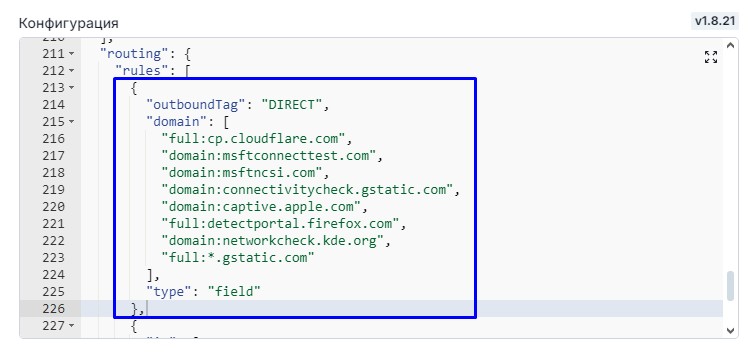 Конфигурация
v1.8.21
211 "routing": {
212 "rules": [
213 {
214 "outboundTag": "DIRECT",
215 "domain": [
216 "full:cp.cloudflare.com",
217 "domain:msftconnecttest.com",
218 "domain:msftncsi.com",
219 "domain:connectivitycheck.gstatic.com",
220 "domain:captive.apple.com",
221 "full:detectportal.firefox.com",
222 "domain:networkcheck.kde.org",
223 "full:*.gstatic.com"
224 ],
225 "type": "field"
226 },
227 {